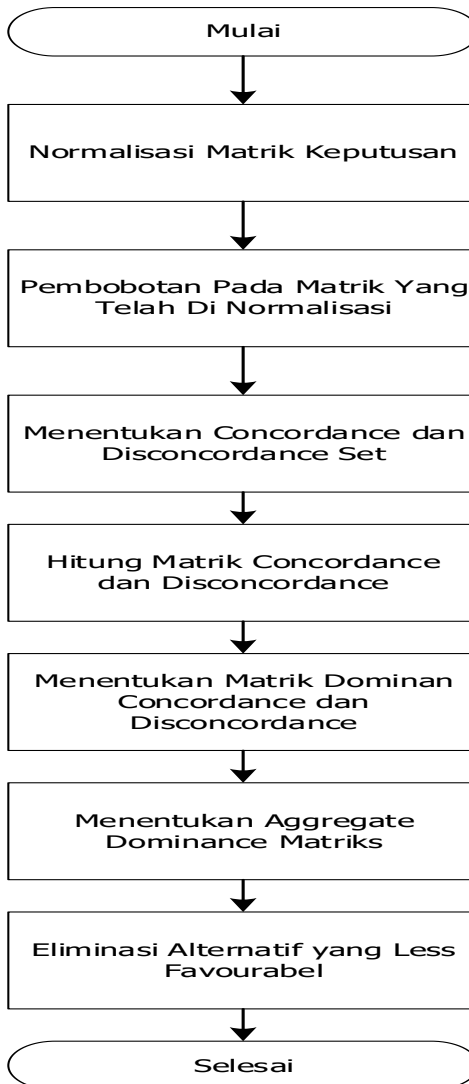 Mulai
Normalisasi Matrik Keputusan
Pembobotan Pada Matrik Yang
Telah Di Normalisasi
Menentukan Concordance dan
Disconcordance Set
Hitung Matrik Concordance
dan Disconcordance
Menentukan Matrik Dominan
Concordance dan
Disconcordance
Menentukan Aggregate
Dominance Matriks
Eliminasi Alternatif yang Less
Favourabel
Selesai